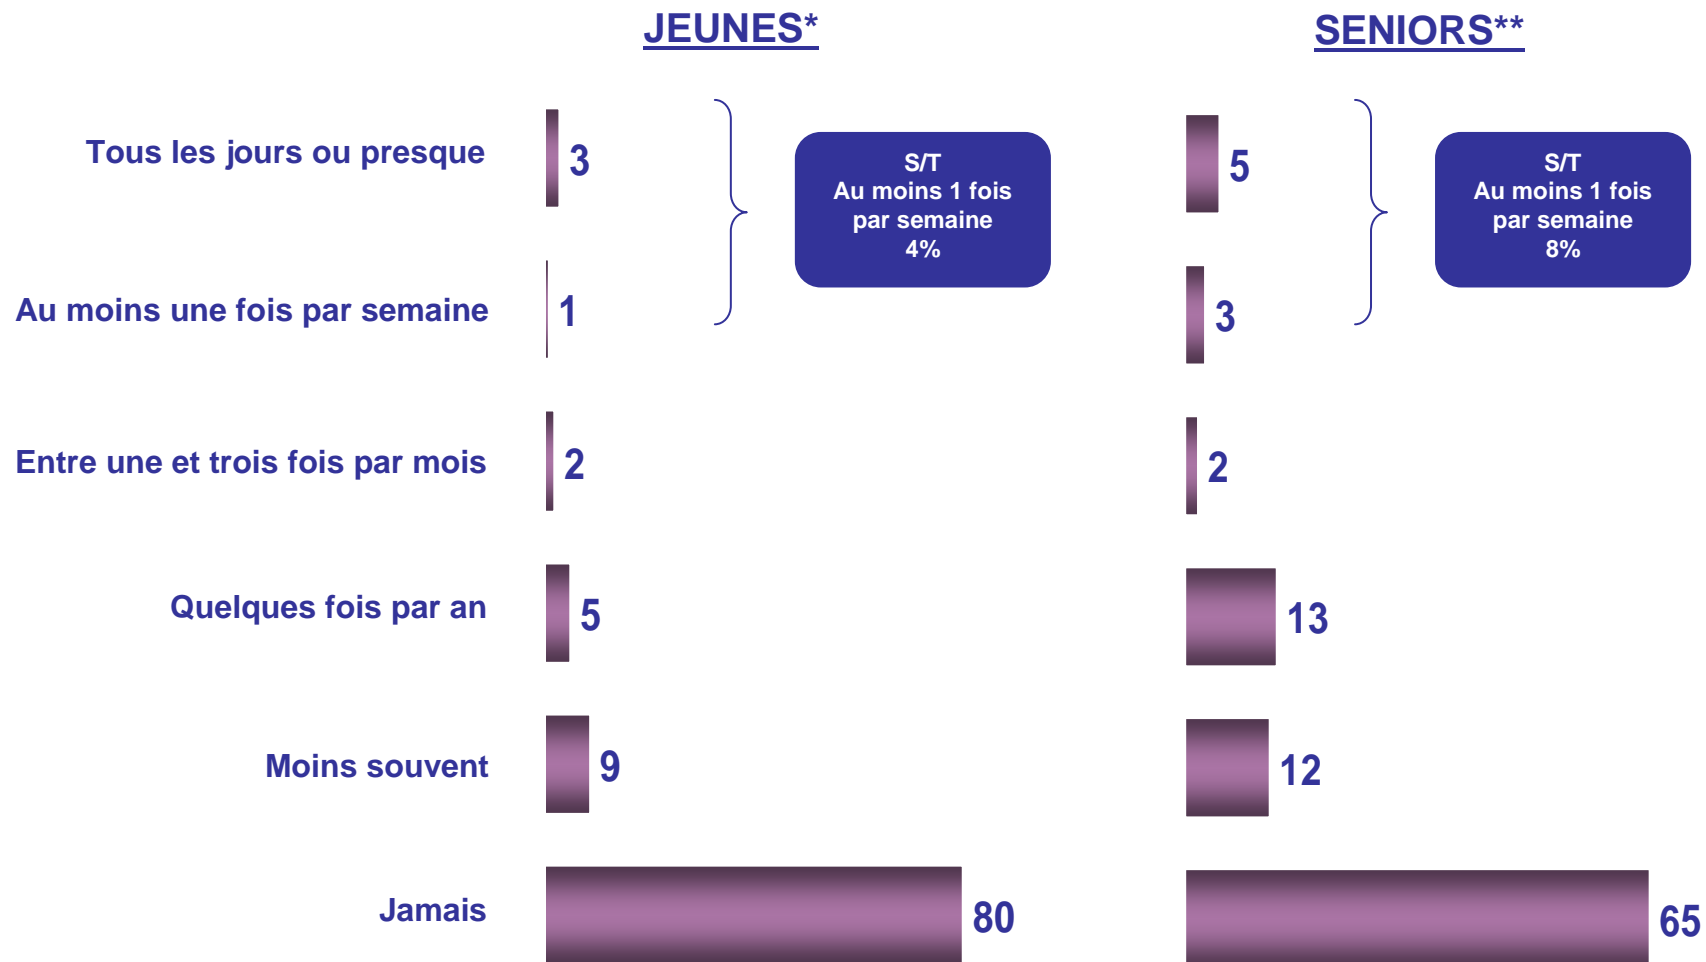 JEUNES*
SENIORS**
Tous les jours ou presque
3
S/T
Au moins 1 fois
par semaine
4%
5
S/T
Au moins 1 fois
par semaine
8%
Au moins une fois par semaine
1
3
Entre une et trois fois par mois
2
2
Quelques fois par an
5
13
Moins souvent
9
12
Jamais
80
65